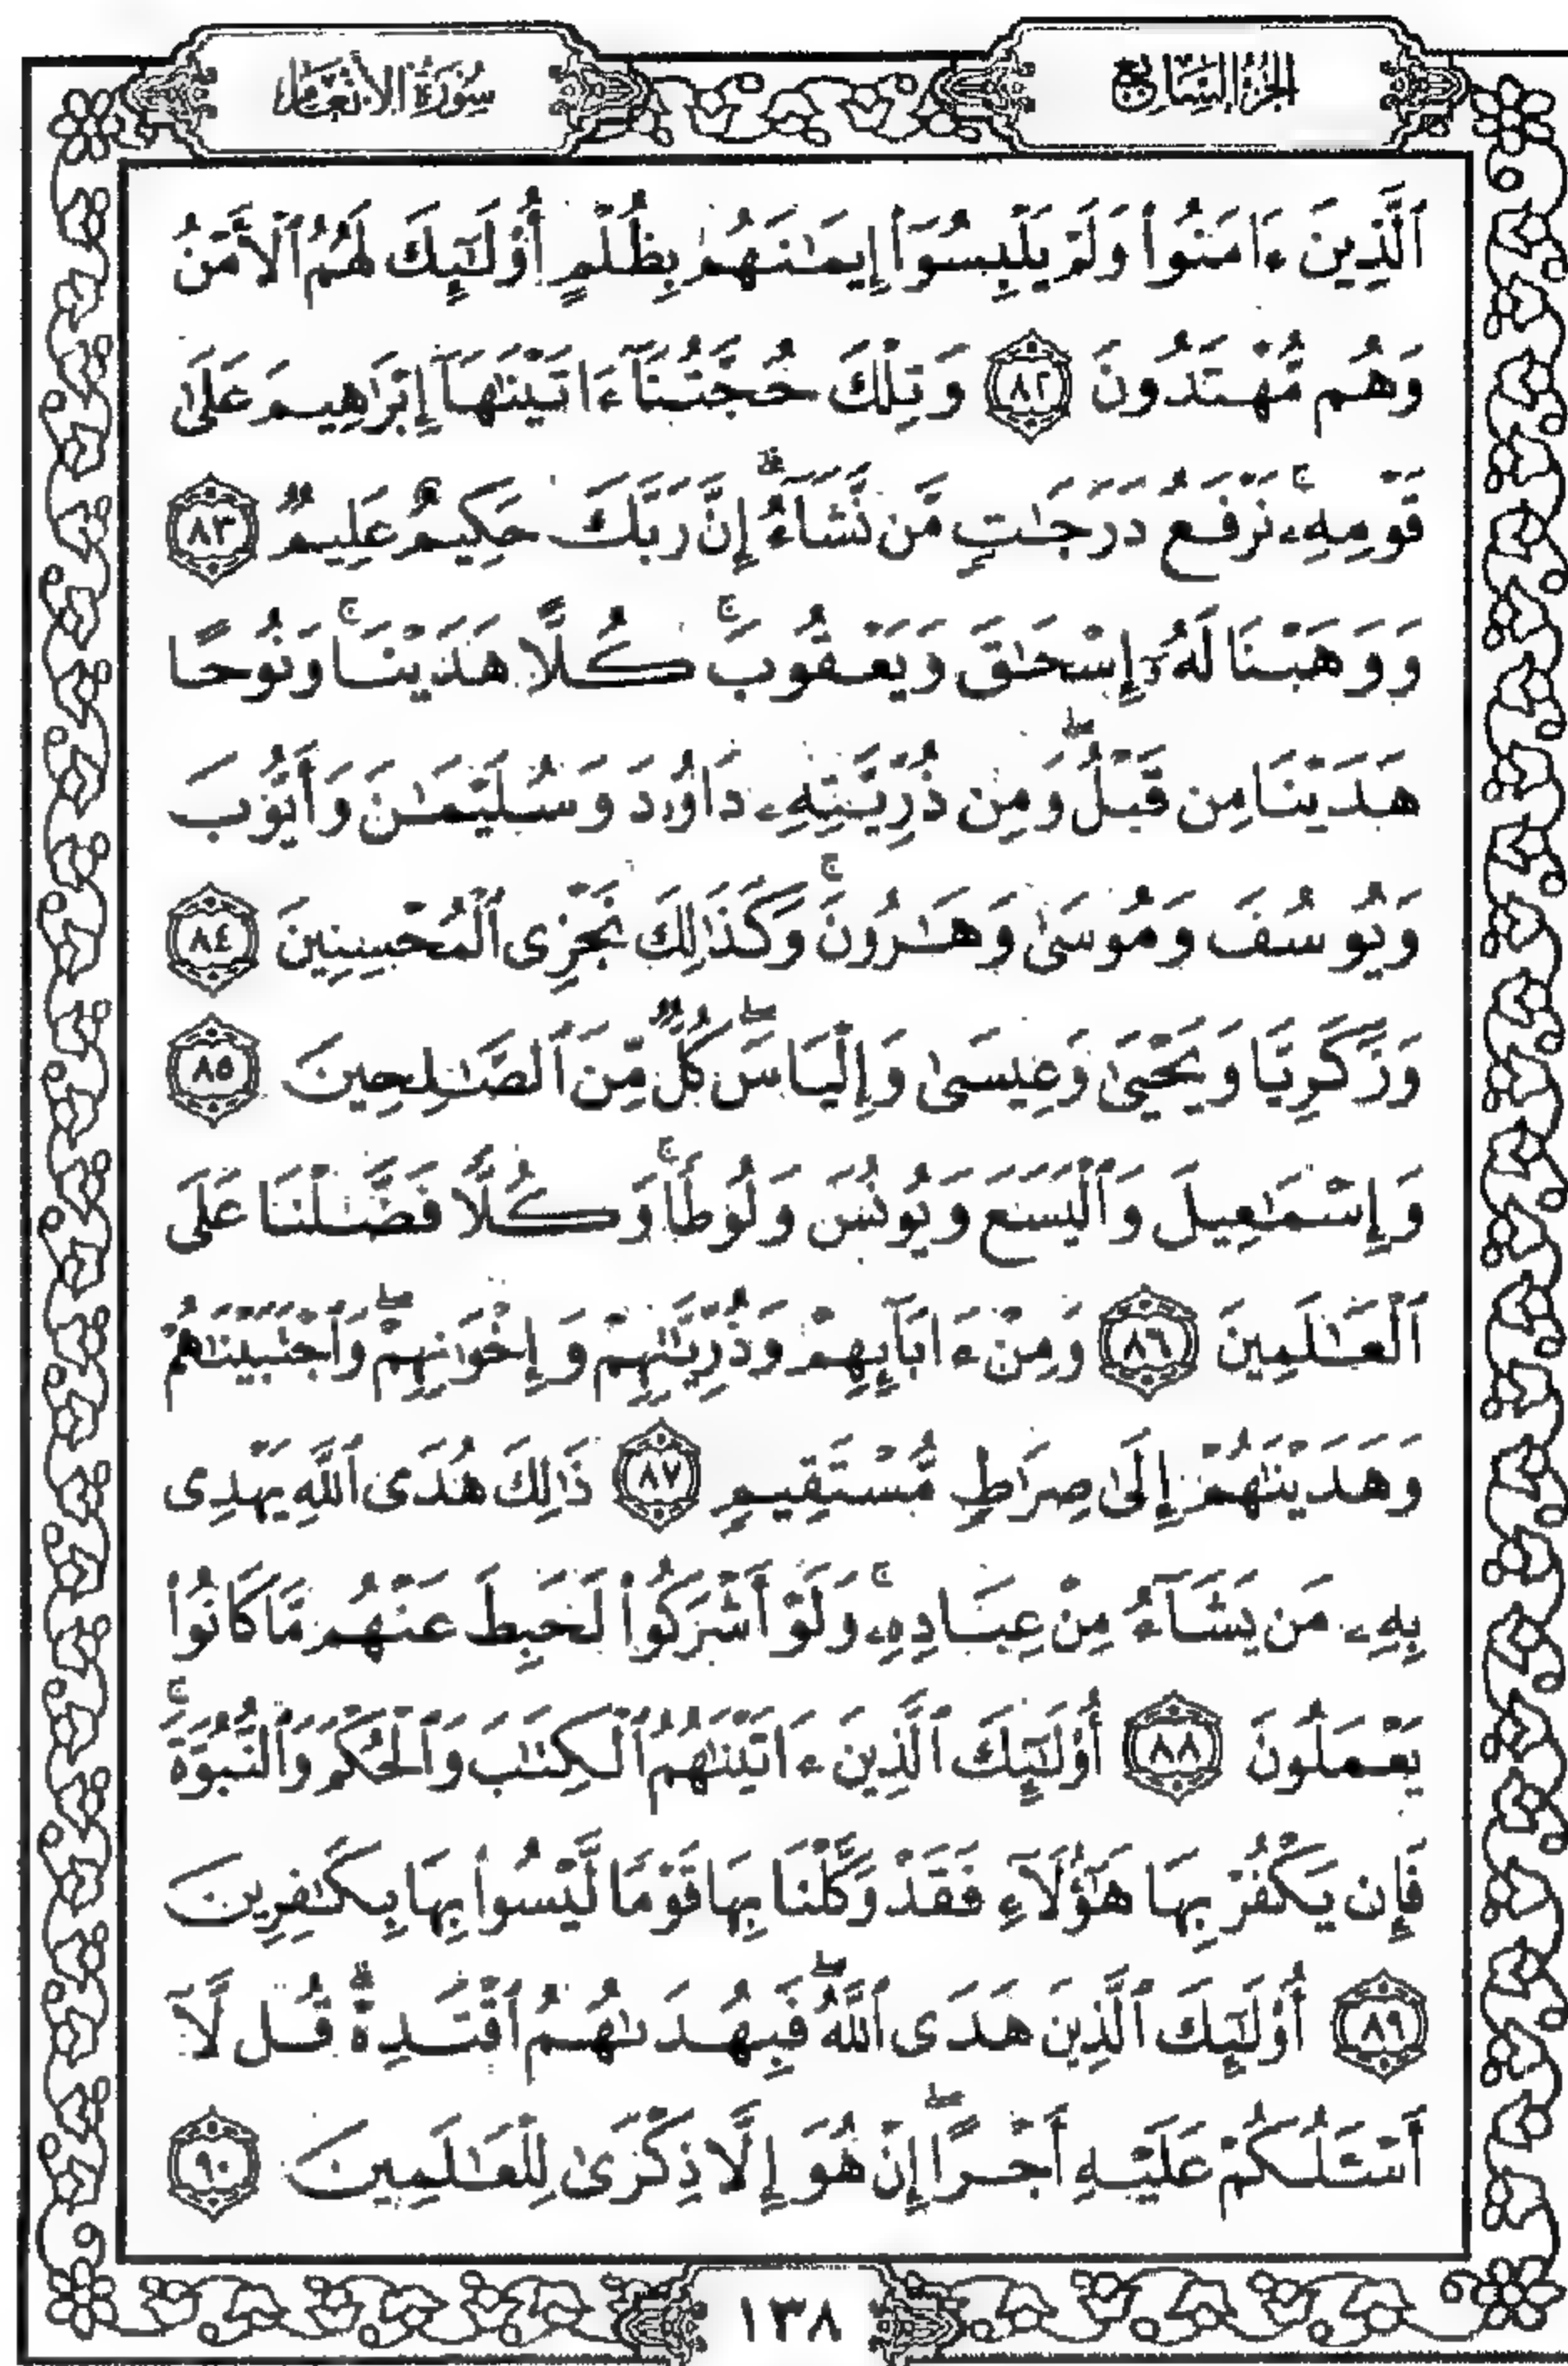 الجزء السابع
سورة الأنعام
ٱلَّذِينَ ءَامَنُوا۟ وَلَمْ يَلْبِسُوٓا۟ إِيمَـٰنَهُم بِظُلْمٍ أُو۟لَـٰٓئِكَ لَهُمُ ٱلْأَمْنُ
وَهُم مُّهْتَدُونَ ٨٢ وَتِلْكَ حُجَّتُنَآ ءَاتَيْنَـٰهَآ إِبْرَٰهِيمَ عَلَىٰ
قَوْمِهِۦ ۚ نَرْفَعُ دَرَجَـٰتٍ مَّن نَّشَآءُ ۗ إِنَّ رَبَّكَ حَكِيمٌ عَلِيمٌ ٨٣
وَوَهَبْنَا لَهُۥٓ إِسْحَـٰقَ وَيَعْقُوبَ ۚ كُلًّا هَدَيْنَا ۚ وَنُوحًا
هَدَيْنَا مِن قَبْلُ ۖ وَمِن ذُرِّيَّتِهِۦ دَاوُۥدَ وَسُلَيْمَـٰنَ وَأَيُّوبَ
وَيُوسُفَ وَمُوسَىٰ وَهَـٰرُونَ ۚ وَكَذَٰلِكَ نَجْزِى ٱلْمُحْسِنِينَ ٨٤
وَزَكَرِيَّا وَيَحْيَىٰ وَعِيسَىٰ وَإِلْيَاسَ ۖ كُلٌّ مِّنَ ٱلصَّـٰلِحِينَ ٨٥
وَإِسْمَـٰعِيلَ وَٱلْيَسَعَ وَيُونُسَ وَلُوطًا ۚ وَكُلًّا فَضَّلْنَا عَلَى
ٱلْعَـٰلَمِينَ ٨٦ وَمِنْ ءَابَآئِهِمْ وَذُرِّيَّـٰتِهِمْ وَإِخْوَٰنِهِمْ ۖ وَٱجْتَبَيْنَـٰهُمْ
وَهَدَيْنَـٰهُمْ إِلَىٰ صِرَٰطٍ مُّسْتَقِيمٍ ٨٧ ذَٰلِكَ هُدَى ٱللَّهِ يَهْدِى
بِهِۦ مَن يَشَآءُ مِنْ عِبَادِهِۦ ۚ وَلَوْ أَشْرَكُوا۟ لَحَبِطَ عَنْهُم مَّا كَانُوا۟
يَعْمَلُونَ ٨٨ أُو۟لَـٰٓئِكَ ٱلَّذِينَ ءَاتَيْنَـٰهُمُ ٱلْكِتَـٰبَ وَٱلْحُكْمَ وَٱلنُّبُوَّةَ ۚ
فَإِن يَكْفُرْ بِهَا هَـٰٓؤُلَآءِ فَقَدْ وَكَّلْنَا بِهَا قَوْمًا لَّيْسُوا۟ بِهَا بِكَـٰفِرِينَ
٨٩ أُو۟لَـٰٓئِكَ ٱلَّذِينَ هَدَى ٱللَّهُ ۖ فَبِهُدَىٰهُمُ ٱقْتَدِهْ ۗ قُل لَّآ
أَسْـَٔلُكُمْ عَلَيْهِ أَجْرًا ۖ إِنْ هُوَ إِلَّا ذِكْرَىٰ لِلْعَـٰلَمِينَ ٩٠
١٣٨